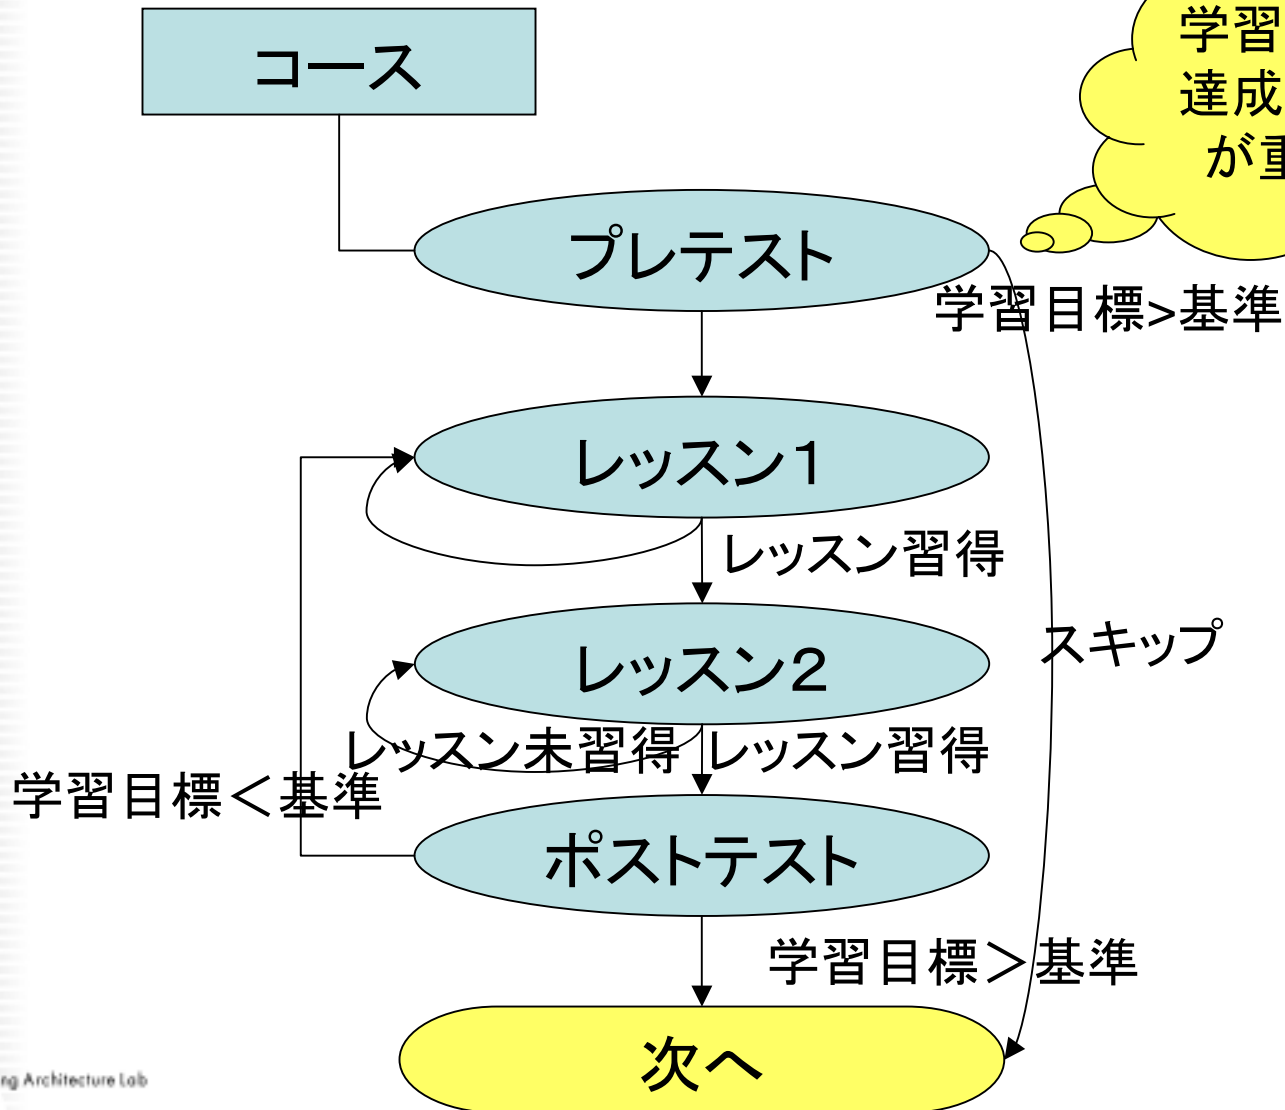 学習
達成
が
コース
プレテスト
学習目標>基準
レッスン１
レッスン習得
レッスン２
スキップ
レッスン未習得
レッスン習得
学習目標＜基準
ポストテスト
学習目標＞基準
次へ
ng Architecture Lab